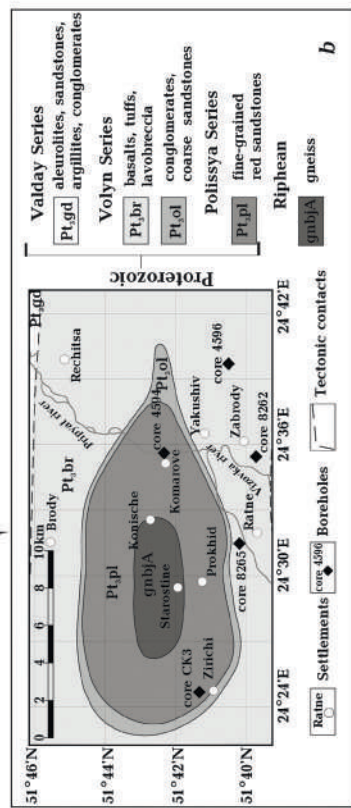 51°46'N
51°44'N
51°42'N
51°40'N
0 2 4 6 8 10km
Brody
Pt₃br
Pt₃gd
Rechitsa
Pripyat river
Pt₃pl
Pt₃ol
Konische
core 4594
gnbjA
Komarove
Starostine
Yakushiv
core 4596
Prokhid
Vizovka river
Zabrody
core CK3
Zirichi
core 8265
Ratne
core 8262
24°24'E
24°30'E
24°36'E
24°42'E
Ratne Settlements
core 4596 Boreholes
Tectonic contacts
Proterozoic
Valday Series
Pt₃gd aleurolites, sandstones,
argillites, conglomerates
Volyn Series
Pt₃br basalts, tuffs,
lavobreccia
Pt₃ol conglomerates,
coarse sandstones
Polissya Series
Pt₃pl fine-grained
red sandstones
Riphean
gnbjA gneiss
b